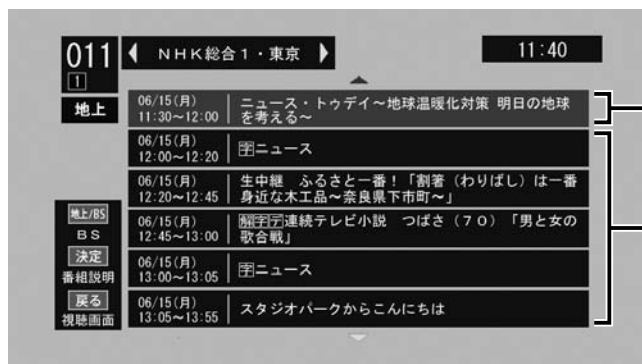 011
1
◀ NHK総合1・東京 ▶
11:40
地上
06/15(月)
11:30~12:00
ニュース・トゥデイ~地球温暖化対策 明日の地球
を考える~
06/15(月)
12:00~12:20
字ニュース
06/15(月)
12:20~12:45
生中継 ふるさと一番!「割箸(わりばし)は一番
身近な木工品~奈良県下市町~」
06/15(月)
12:45~13:00
解字デ連続テレビ小説 つばさ(70)「男と女の
歌合戦」
06/15(月)
13:00~13:05
字ニュース
06/15(月)
13:05~13:55
スタジオパークからこんにちは
地上/BS
BS
決定
番組説明
戻る
視聴画面